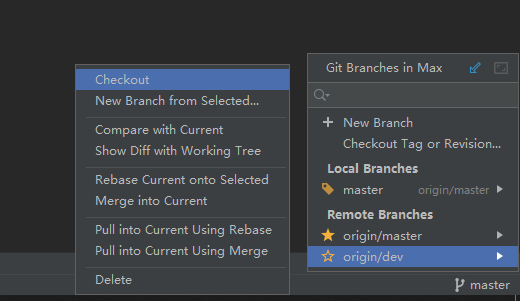 Checkout
New Branch from Selected...
Compare with Current
Show Diff with Working Tree
Rebase Current onto Selected
Merge into Current
Pull into Current Using Rebase
Pull into Current Using Merge
Delete
Git Branches in Max
New Branch
Checkout Tag or Revision...
Local Branches
master origin/master
Remote Branches
origin/master
origin/dev
master